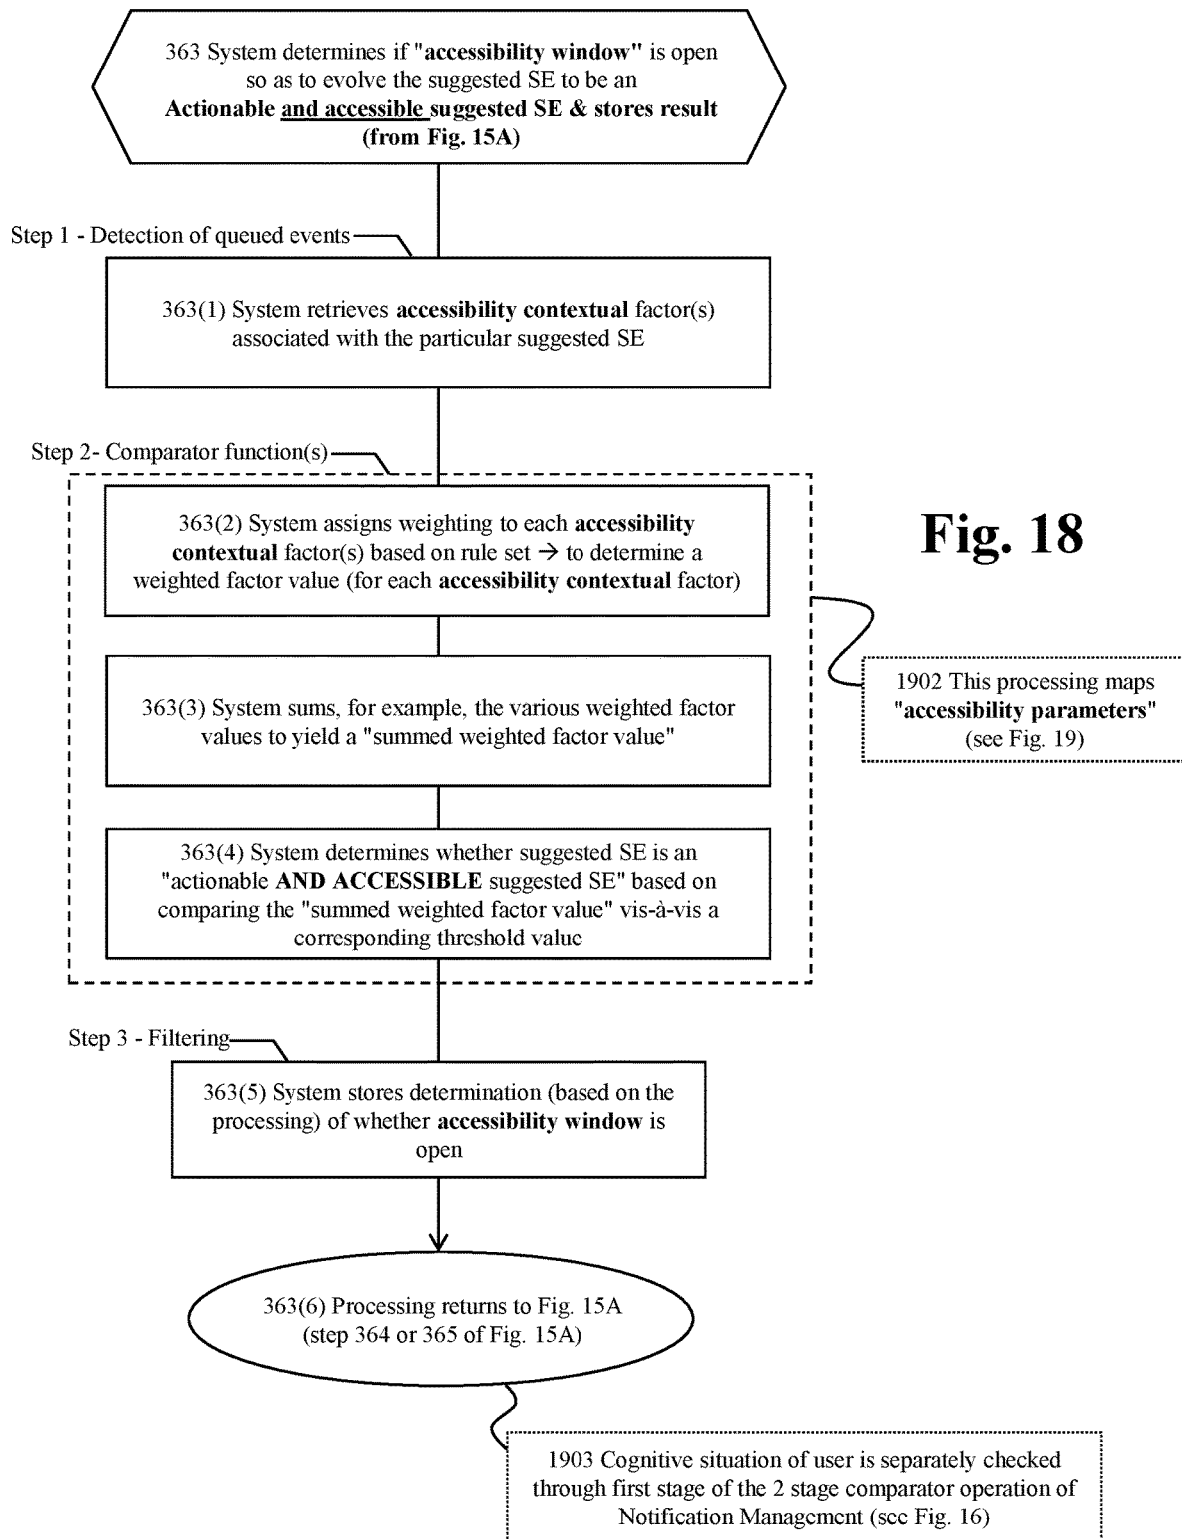 363 System determines if "accessibility window" is open
so as to evolve the suggested SE to be an
Actionable and accessible suggested SE & stores result
(from Fig. 15A)
Step 1 - Detection of queued events
363(1) System retrieves accessibility contextual factor(s)
associated with the particular suggested SE
Step 2- Comparator function(s)
363(2) System assigns weighting to each accessibility
contextual factor(s) based on rule set → to determine a
weighted factor value (for each accessibility contextual factor)
Fig. 18
363(3) System sums, for example, the various weighted factor
values to yield a "summed weighted factor value"
1902 This processing maps
"accessibility parameters"
(see Fig. 19)
363(4) System determines whether suggested SE is an
"actionable AND ACCESSIBLE suggested SE" based on
comparing the "summed weighted factor value" vis-à-vis a
corresponding threshold value
Step 3 - Filtering
363(5) System stores determination (based on the
processing) of whether accessibility window is
open
363(6) Processing returns to Fig. 15A
(step 364 or 365 of Fig. 15A)
1903 Cognitive situation of user is separately checked
through first stage of the 2 stage comparator operation of
Notification Management (see Fig. 16)